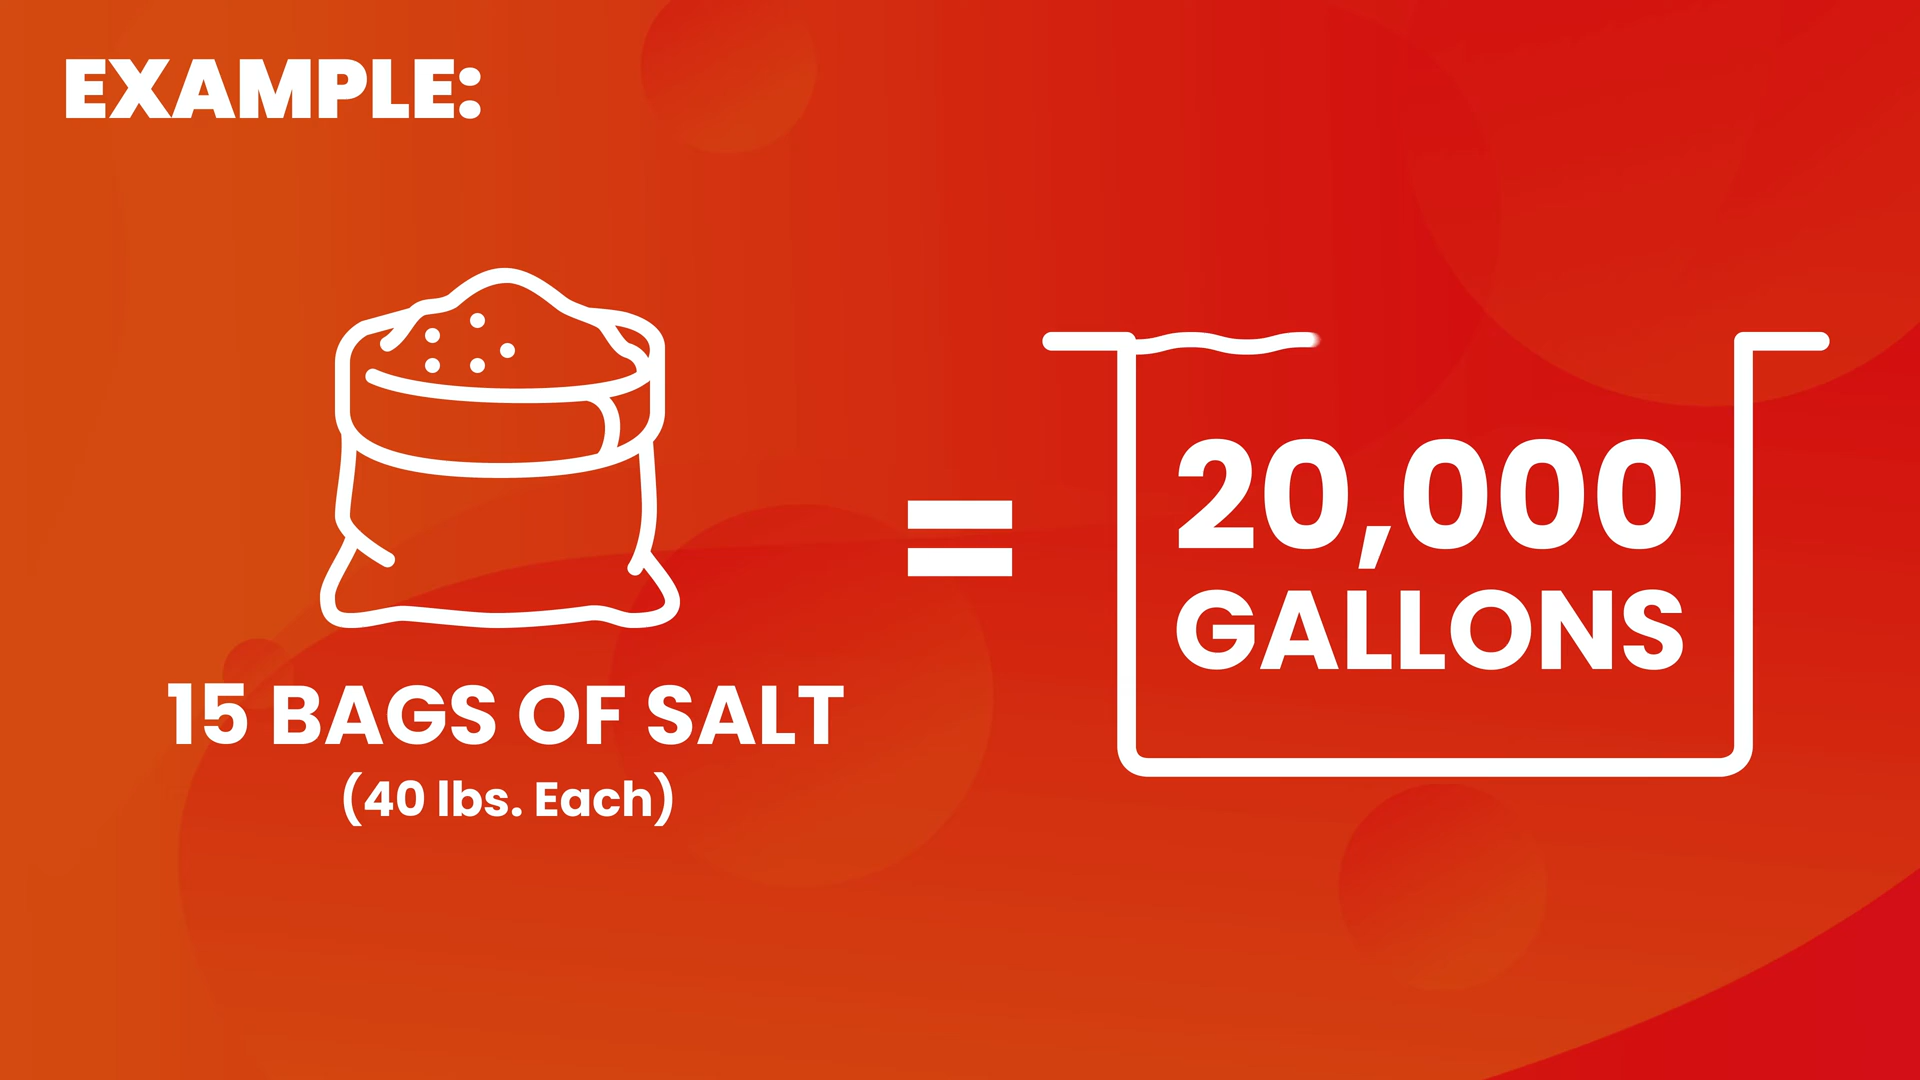 EXAMPLE:
15 BAGS OF SALT
(40 lbs. Each)
=
20,000
GALLONS